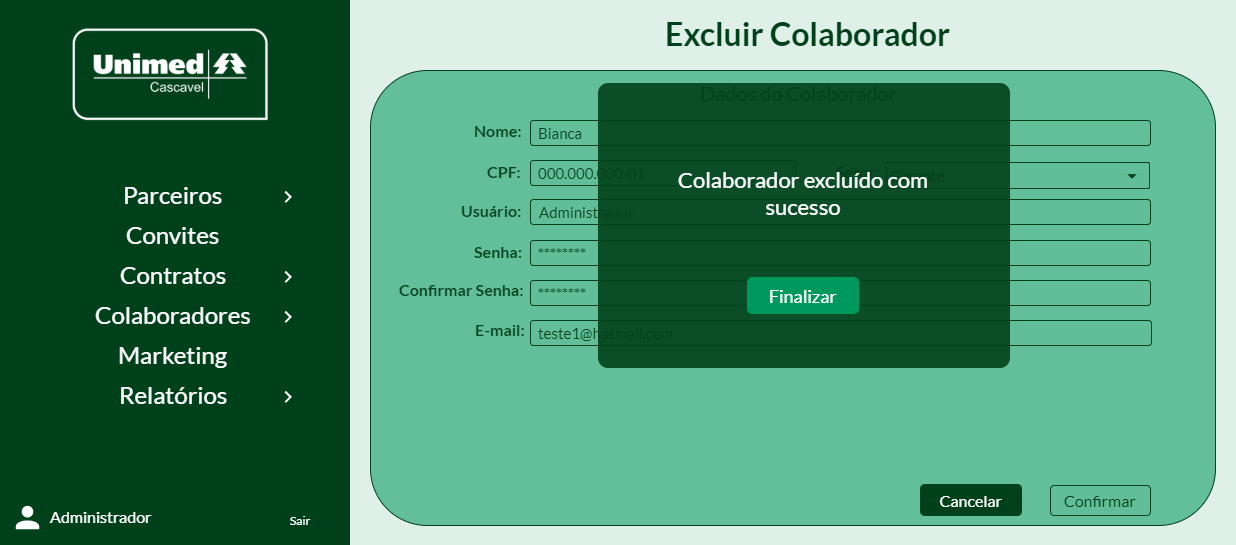 Unimed
Cascavel
Parceiros
Convites
Contratos
Colaboradores
Marketing
Relatórios
Administrador
Sair
Excluir Colaborador
Dados do Colaborador
Nome: Bianca
CPF: 000.000.000-01
Usuário: Administrador
Senha: ********
Confirmar Senha: ********
E-mail: teste1@hotmail.com
Colaborador excluído com
sucesso
Finalizar
Cancelar Confirmar